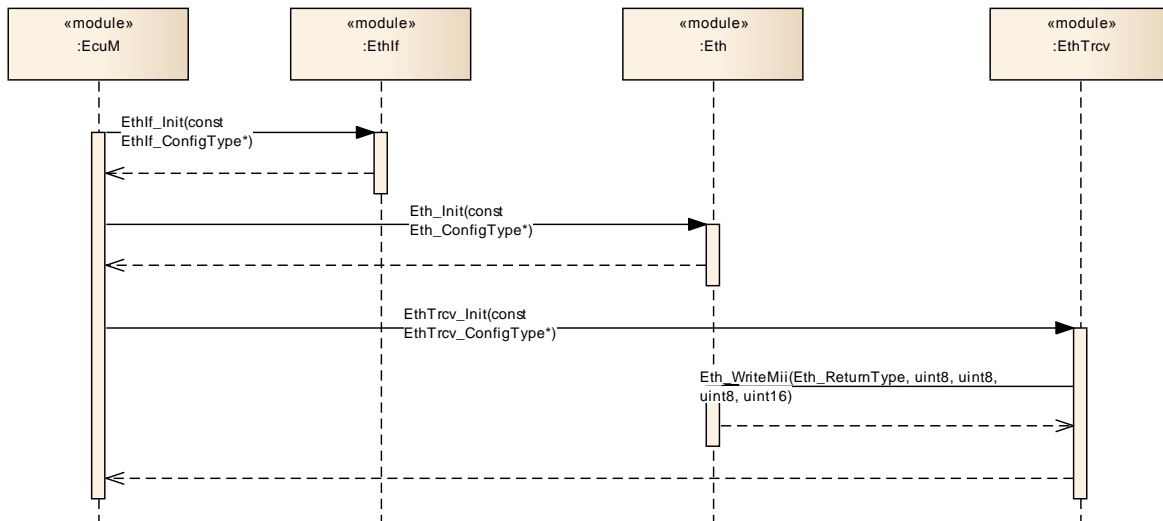 «module»
:EcuM
«module»
:EthIf
«module»
:Eth
«module»
:EthTrcv
EthIf_Init(const
EthIf_ConfigType*)
Eth_Init(const
Eth_ConfigType*)
EthTrcv_Init(const
EthTrcv_ConfigType*)
Eth_WriteMii(Eth_ReturnType, uint8, uint8,
uint8, uint16)